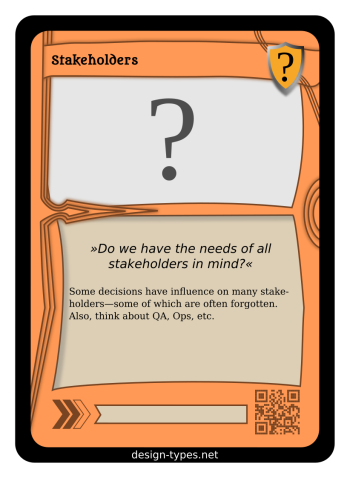 Stakeholders
?
?
»Do we have the needs of all
stakeholders in mind?«
Some decisions have influence on many stake-
holders—some of which are often forgotten.
Also, think about QA, Ops, etc.
design-types.net